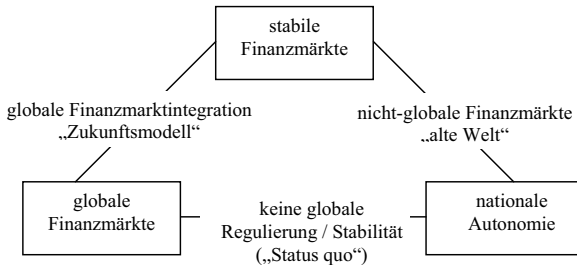 stabile
Finanzmärkte
globale Finanzmarktintegration
„Zukunftsmodell“
nicht-globale Finanzmärkte
„alte Welt“
globale
Finanzmärkte
keine globale
Regulierung / Stabilität
(„Status quo“)
nationale
Autonomie